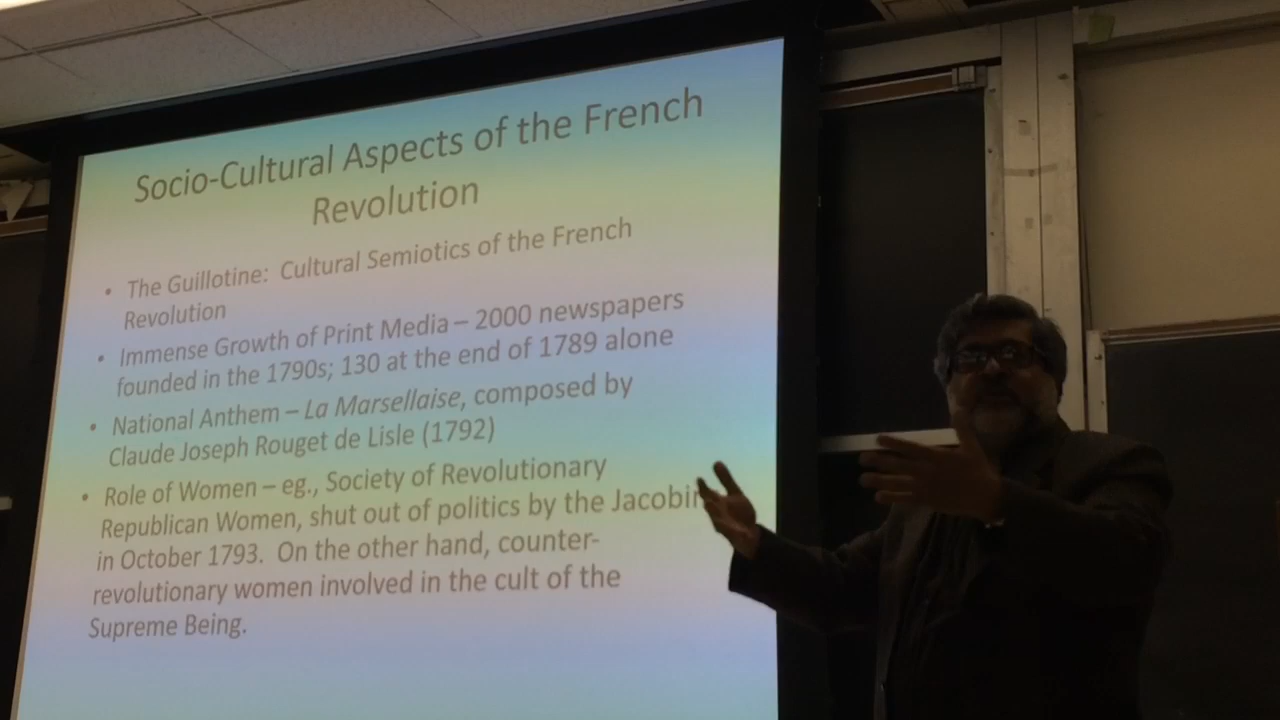 Socio-Cultural Aspects of the French
Revolution
• The Guillotine: Cultural Semiotics of the French
Revolution
• Immense Growth of Print Media – 2000 newspapers
founded in the 1790s; 130 at the end of 1789 alone
• National Anthem – La Marsellaise, composed by
Claude Joseph Rouget de Lisle (1792)
• Role of Women – eg., Society of Revolutionary
Republican Women, shut out of politics by the Jacobin
in October 1793. On the other hand, counter-
revolutionary women involved in the cult of the
Supreme Being.